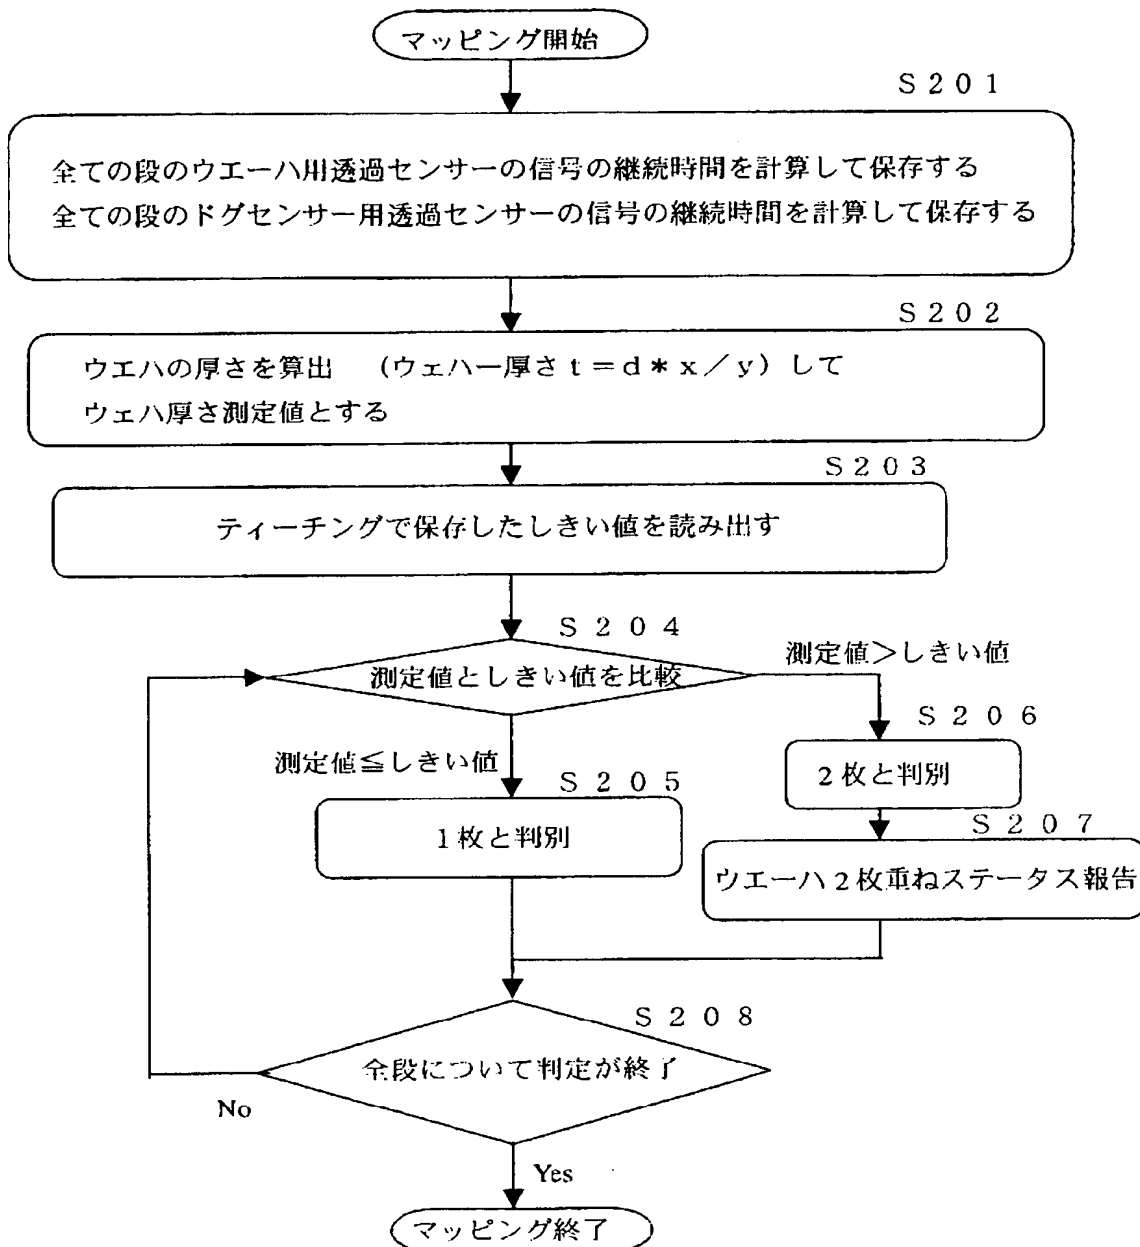 マッピング開始
S201
全ての段のウエーハ用透過センサーの信号の継続時間を計算して保存する
全ての段のドグセンサー用透過センサーの信号の継続時間を計算して保存する
S202
ウエハの厚さを算出 （ウェハー厚さｔ＝ｄ＊ｘ／ｙ）して
ウェハ厚さ測定値とする
S203
ティーチングで保存したしきい値を読み出す
S204
測定値としきい値を比較
測定値＞しきい値
測定値≦しきい値
S205
1枚と判別
S206
2枚と判別
S207
ウエーハ2枚重ねステータス報告
S208
全段について判定が終了
No
Yes
マッピング終了